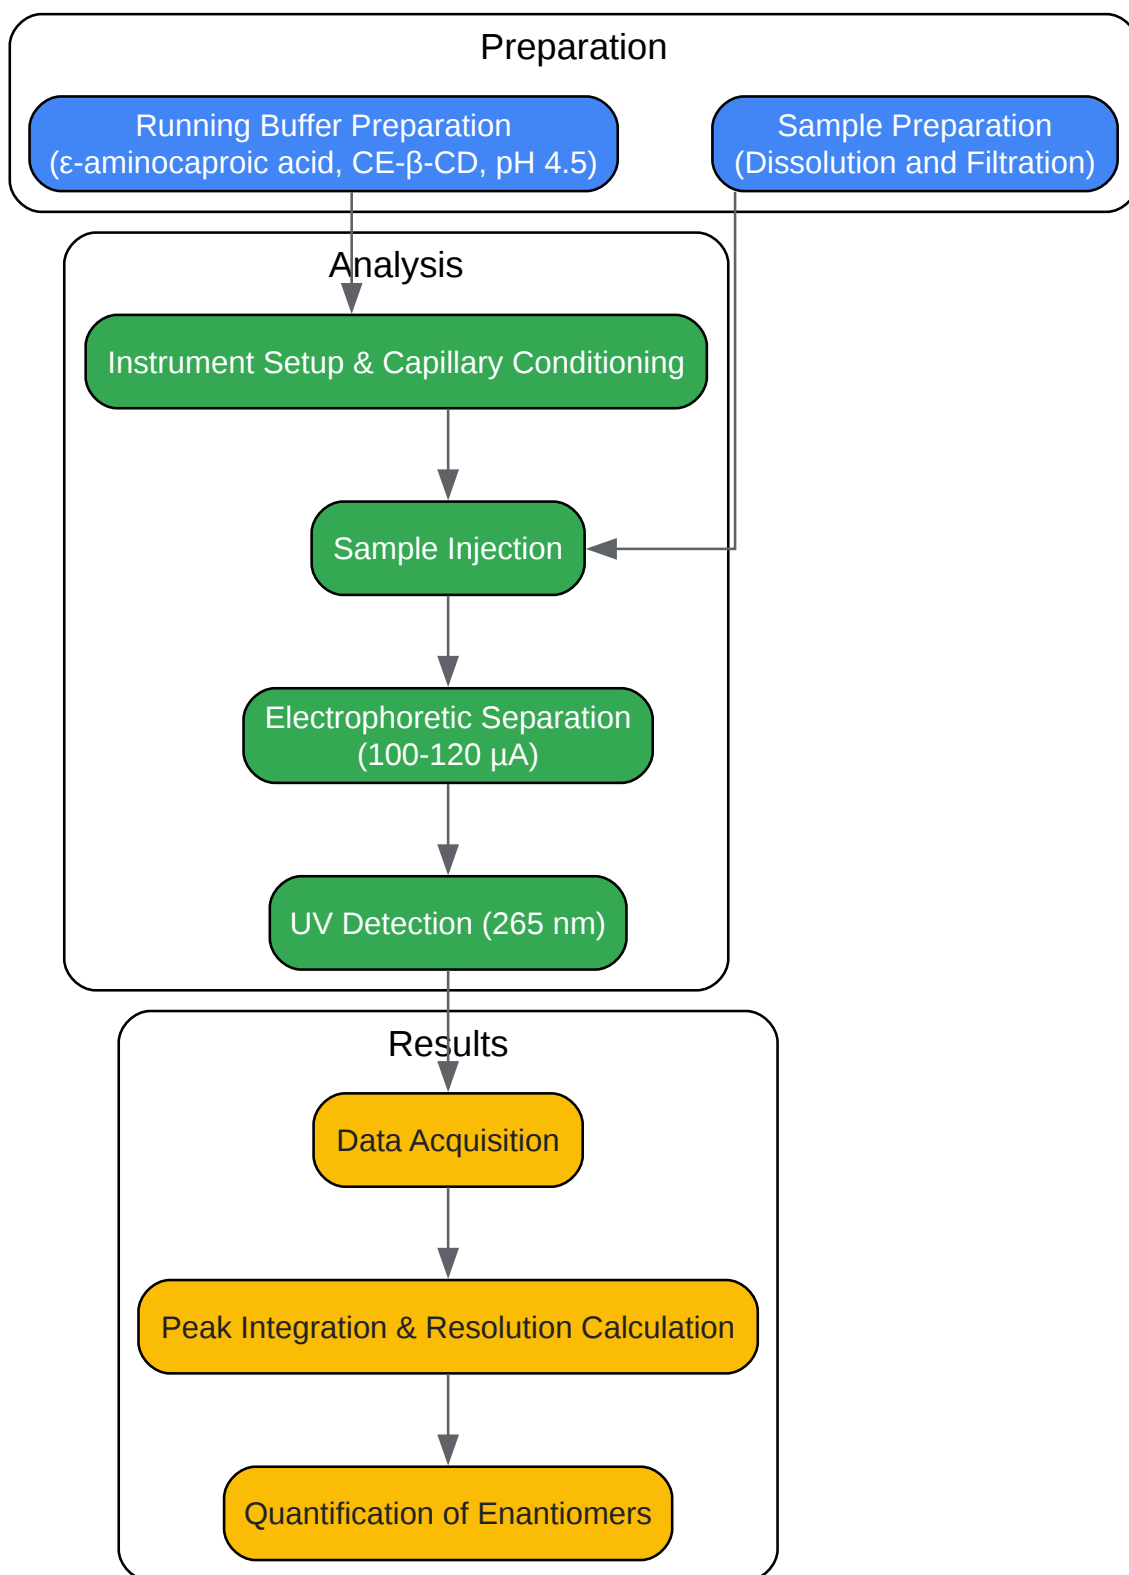 Preparation
Running Buffer Preparation
(ε-aminocaproic acid, CE-β-CD, pH 4.5)
Sample Preparation
(Dissolution and Filtration)
Analysis
Instrument Setup & Capillary Conditioning
Sample Injection
Electrophoretic Separation
(100-120 µA)
UV Detection (265 nm)
Results
Data Acquisition
Peak Integration & Resolution Calculation
Quantification of Enantiomers